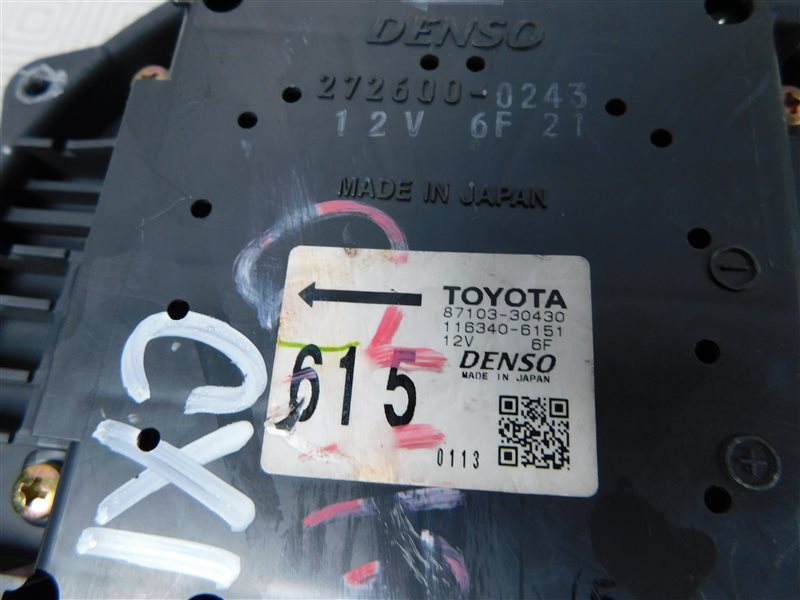 DENSO
272600-0243
12V 6F 21
MADE IN JAPAN
TOYOTA
87103-30430
116340-6151
12V 6F
DENSO
MADE IN JAPAN
615
0113
CXI